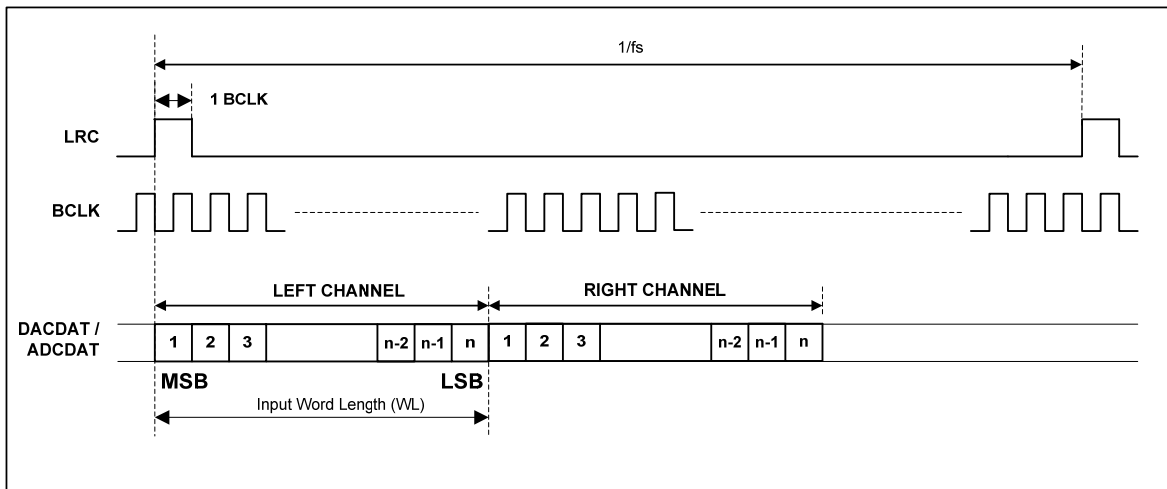 1/fs
1 BCLK
LRC
BCLK
LEFT CHANNEL
RIGHT CHANNEL
DACDAT /
ADCDAT
1 2 3 n-2 n-1 n 1 2 3 n-2 n-1 n
MSB LSB
Input Word Length (WL)